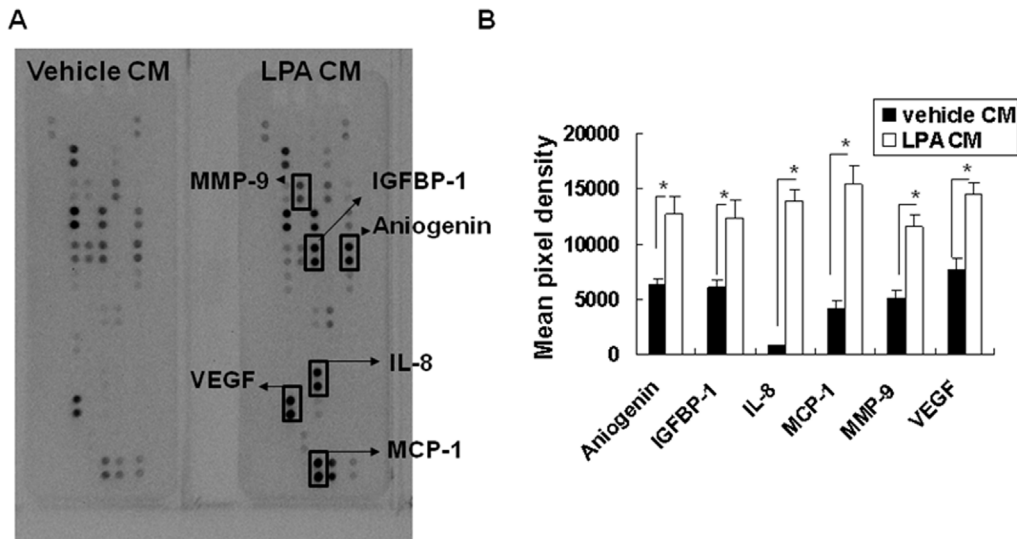 A
Vehicle CM
LPA CM
MMP-9
IGFBP-1
Aniogenin
IL-8
VEGF
MCP-1
B
vehicle CM
LPA CM
Mean pixel density
20000
15000
10000
5000
0
*
*
*
*
*
*
Aniogenin
IGFBP-1
IL-8
MCP-1
MMP-9
VEGF